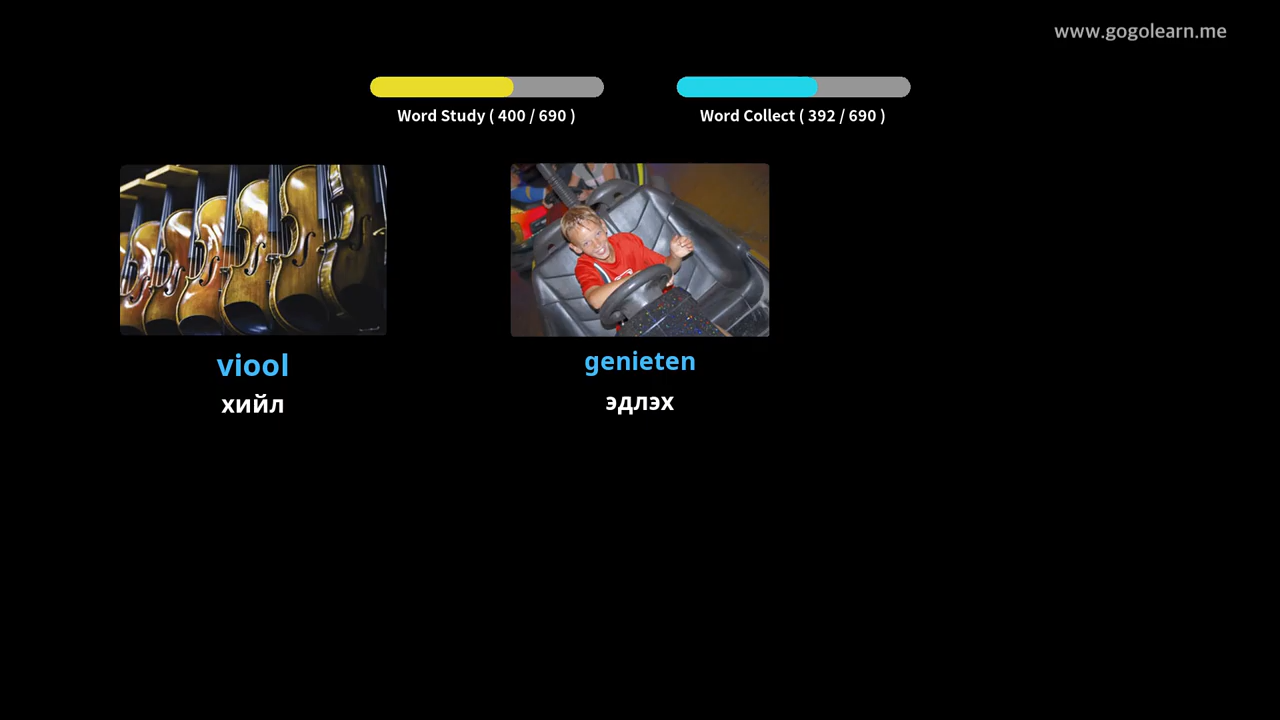 www.gogolearn.me
Word Study ( 400 / 690 )
Word Collect ( 392 / 690 )
viool
хийл
genieten
эдлэх